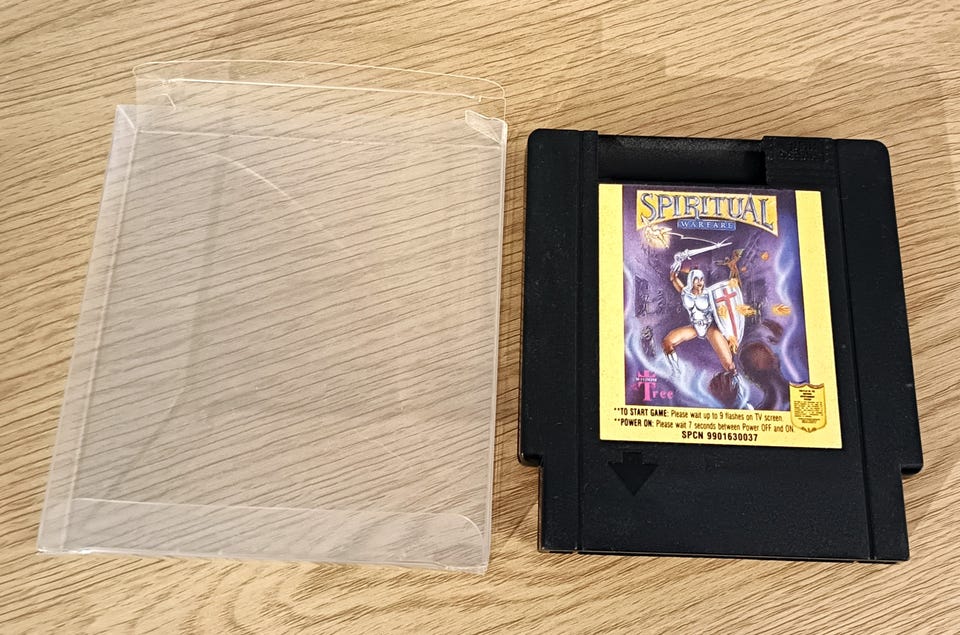 SPIRITUAL
WARFARE
WISDOM
Tree
**TO START GAME: Please wait up to 9 flashes on TV screen
**POWER ON: Please wait 7 seconds between Power OFF and ON
SPCN 9901630037